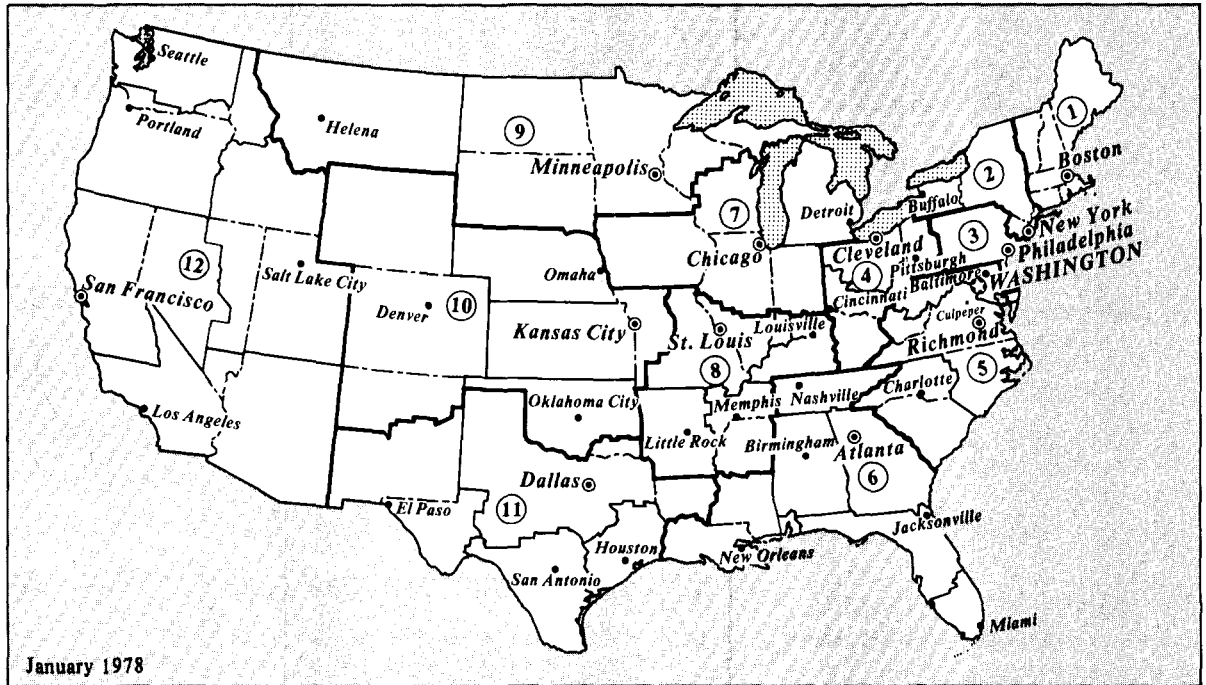 Seattle
Portland
Helena
9
Minneapolis
1
Boston
2
Buffalo
7
Detroit
New York
3
Philadelphia
Cleveland
Chicago
4
Pittsburgh
WASHINGTON
Baltimore
12
Salt Lake City
Omaha
Cincinnati
San Francisco
Denver
10
Culpeper
Kansas City
St. Louis
Louisville
Richmond
8
5
Charlotte
Nashville
Memphis
Oklahoma City
Los Angeles
Little Rock
Birmingham
Atlanta
6
Dallas
El Paso
11
Jacksonville
Houston
New Orleans
San Antonio
Miami
January 1978